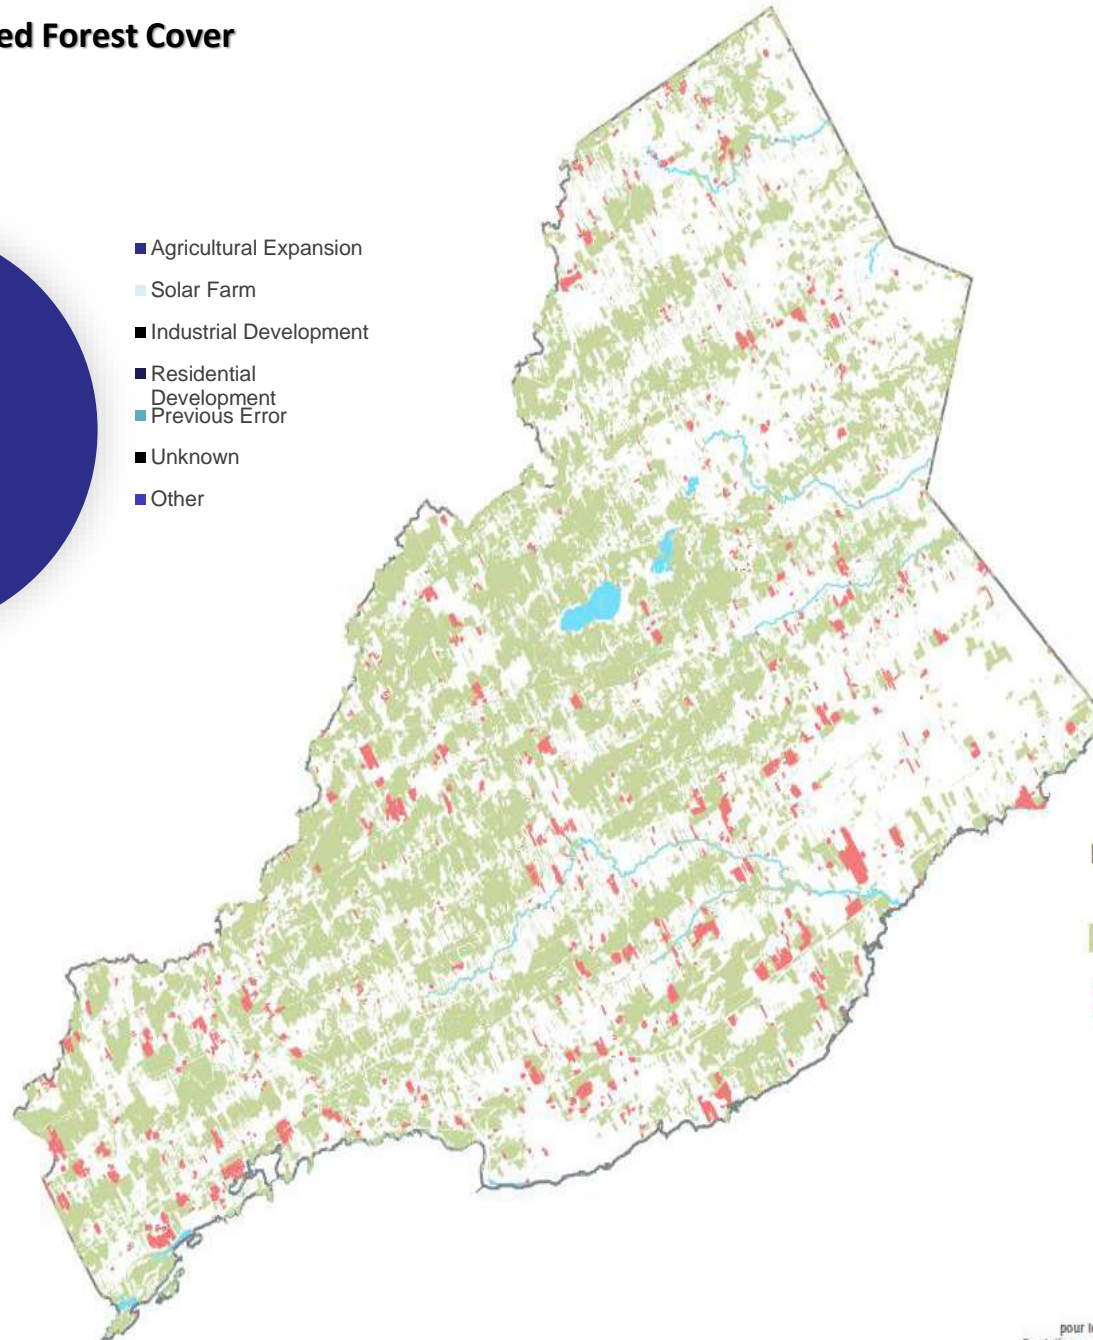 ed Forest Cover
Agricultural Expansion
Solar Farm
Industrial Development
Residential
Development
Previous Error
Unknown
Other
pour l